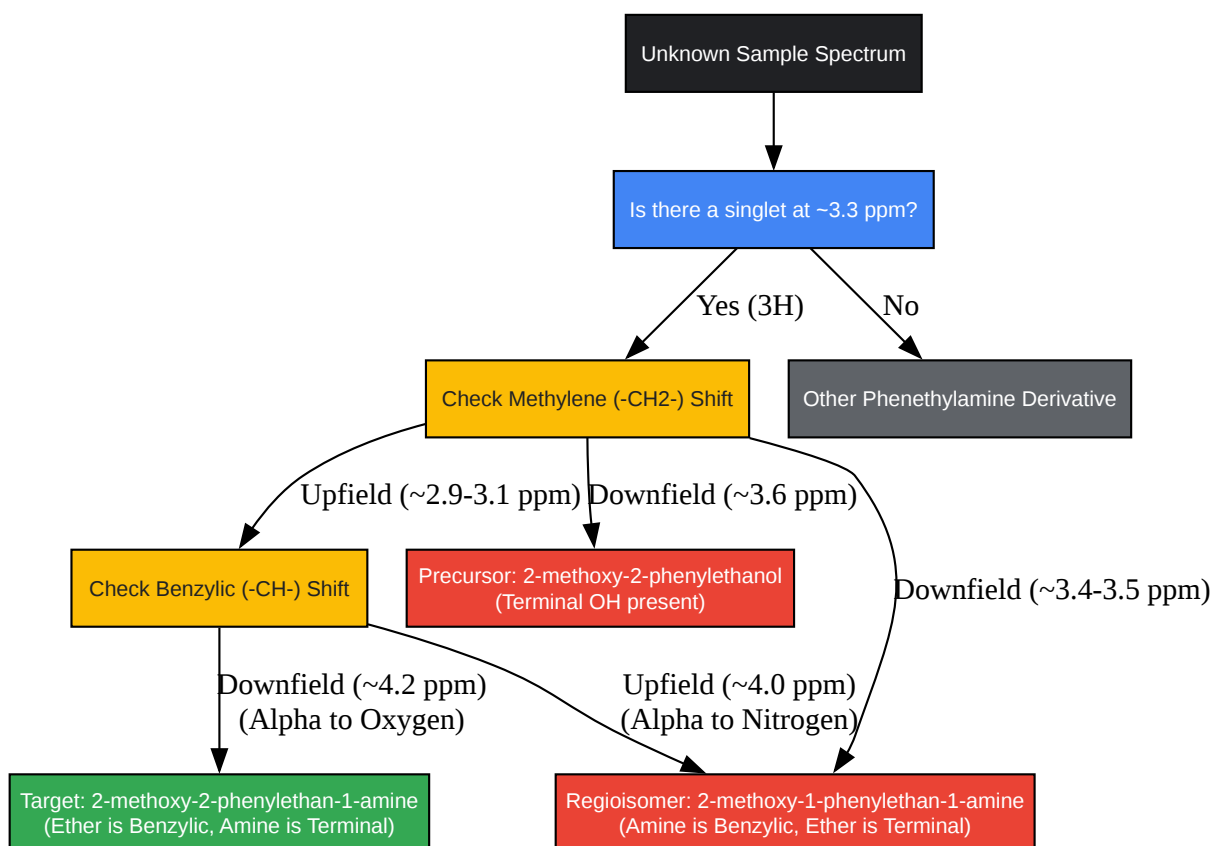 Unknown Sample Spectrum
Is there a singlet at ~3.3 ppm?
Yes (3H)
No
Check Methylene (-CH2-) Shift
Other Phenethylamine Derivative
Upfield (~2.9-3.1 ppm)
Downfield (~3.6 ppm)
Check Benzylic (-CH-) Shift
Precursor: 2-methoxy-2-phenylethanol
(Terminal OH present)
Downfield (~3.4-3.5 ppm)
Downfield (~4.2 ppm)
(Alpha to Oxygen)
Upfield (~4.0 ppm)
(Alpha to Nitrogen)
Target: 2-methoxy-2-phenylethan-1-amine
(Ether is Benzylic, Amine is Terminal)
Regioisomer: 2-methoxy-1-phenylethan-1-amine
(Amine is Benzylic, Ether is Terminal)